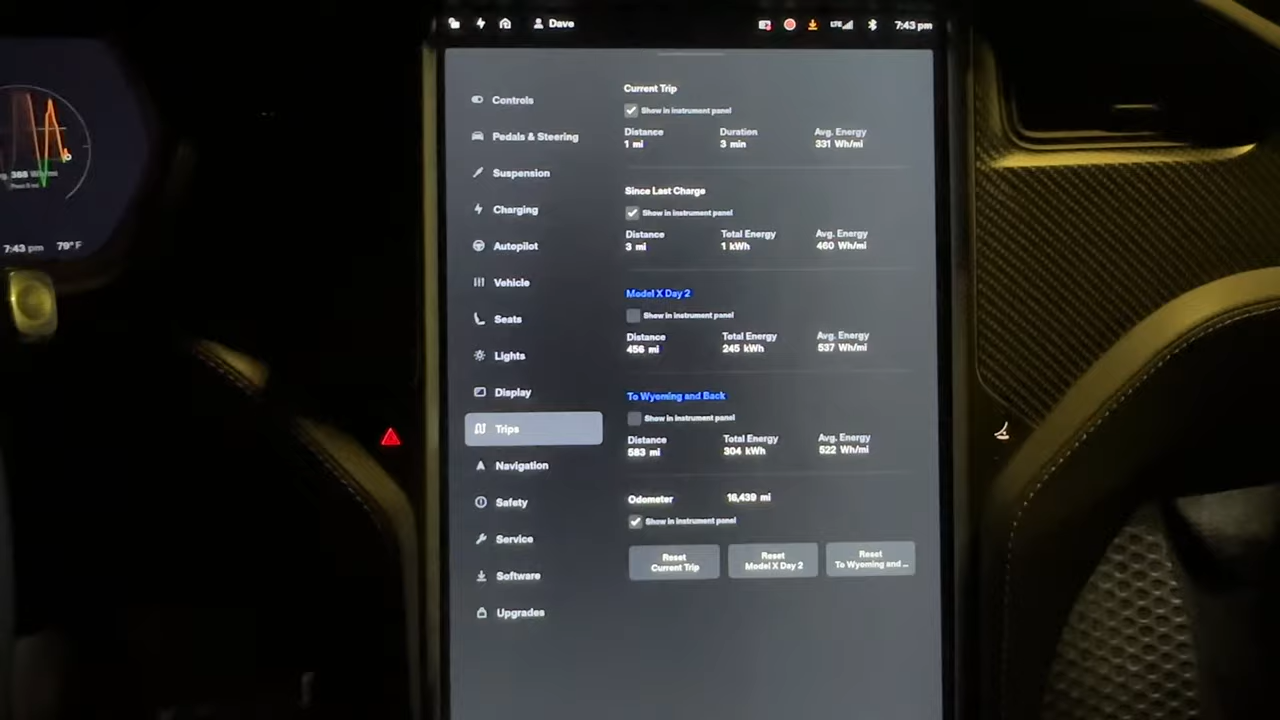 Dave
LTE
7:43 pm
Controls
Pedals & Steering
Suspension
Charging
Autopilot
Vehicle
Seats
Lights
Display
Trips
Navigation
Safety
Service
Software
Upgrades
Current Trip
Show in instrument panel
Distance Duration Avg. Energy
1 mi 3 min 331 Wh/mi
Since Last Charge
Show in instrument panel
Distance Total Energy Avg. Energy
3 mi 1 kWh 460 Wh/mi
Model X Day 2
Show in instrument panel
Distance Total Energy Avg. Energy
456 mi 245 kWh 537 Wh/mi
To Wyoming and Back
Show in instrument panel
Distance Total Energy Avg. Energy
583 mi 304 kWh 522 Wh/mi
Odometer 16,439 mi
Show in instrument panel
Reset
Current Trip
Reset
Model X Day 2
Reset
To Wyoming and ...
7:43 pm 79°F